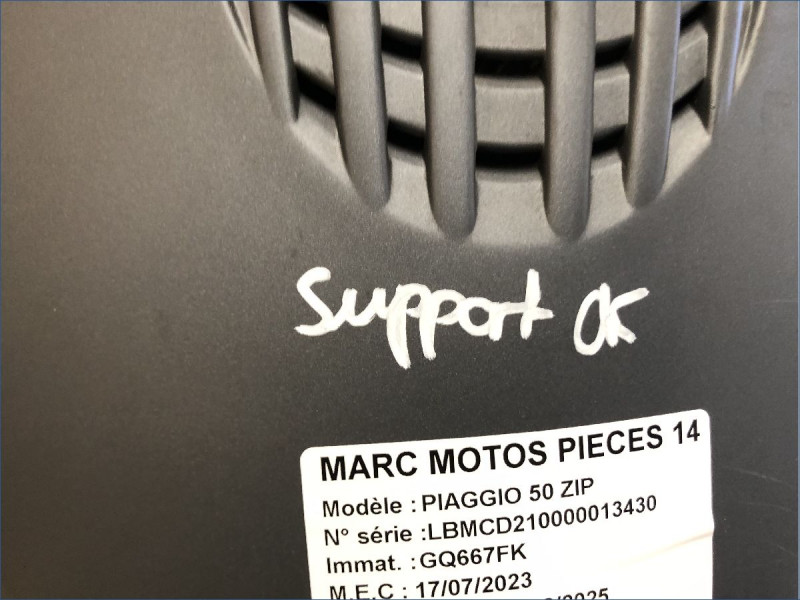 Support OK
MARC MOTOS PIECES 14
Modèle : PIAGGIO 50 ZIP
N° série :LBMCD210000013430
Immat. :GQ667FK
M.E.C : 17/07/2023